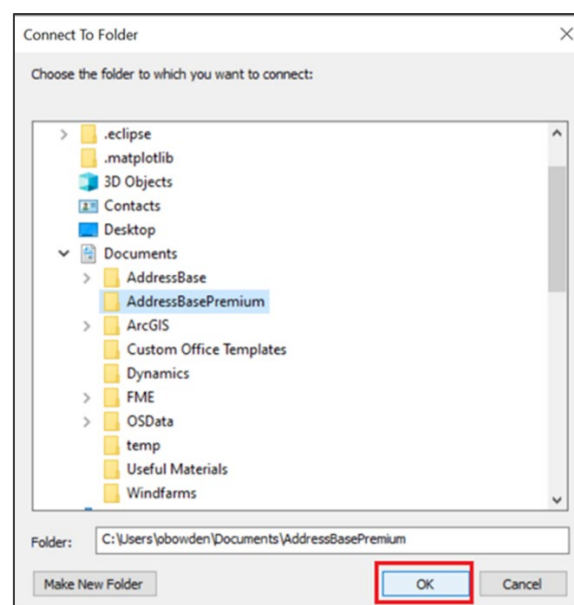 Connect To Folder
Choose the folder to which you want to connect:
.eclipse
.matplotlib
3D Objects
Contacts
Desktop
Documents
AddressBase
AddressBasePremium
ArcGIS
Custom Office Templates
Dynamics
FME
OSData
temp
Useful Materials
Windfarms
Folder: C:\Users\obowden\Documents\AddressBasePremium
Make New Folder OK Cancel